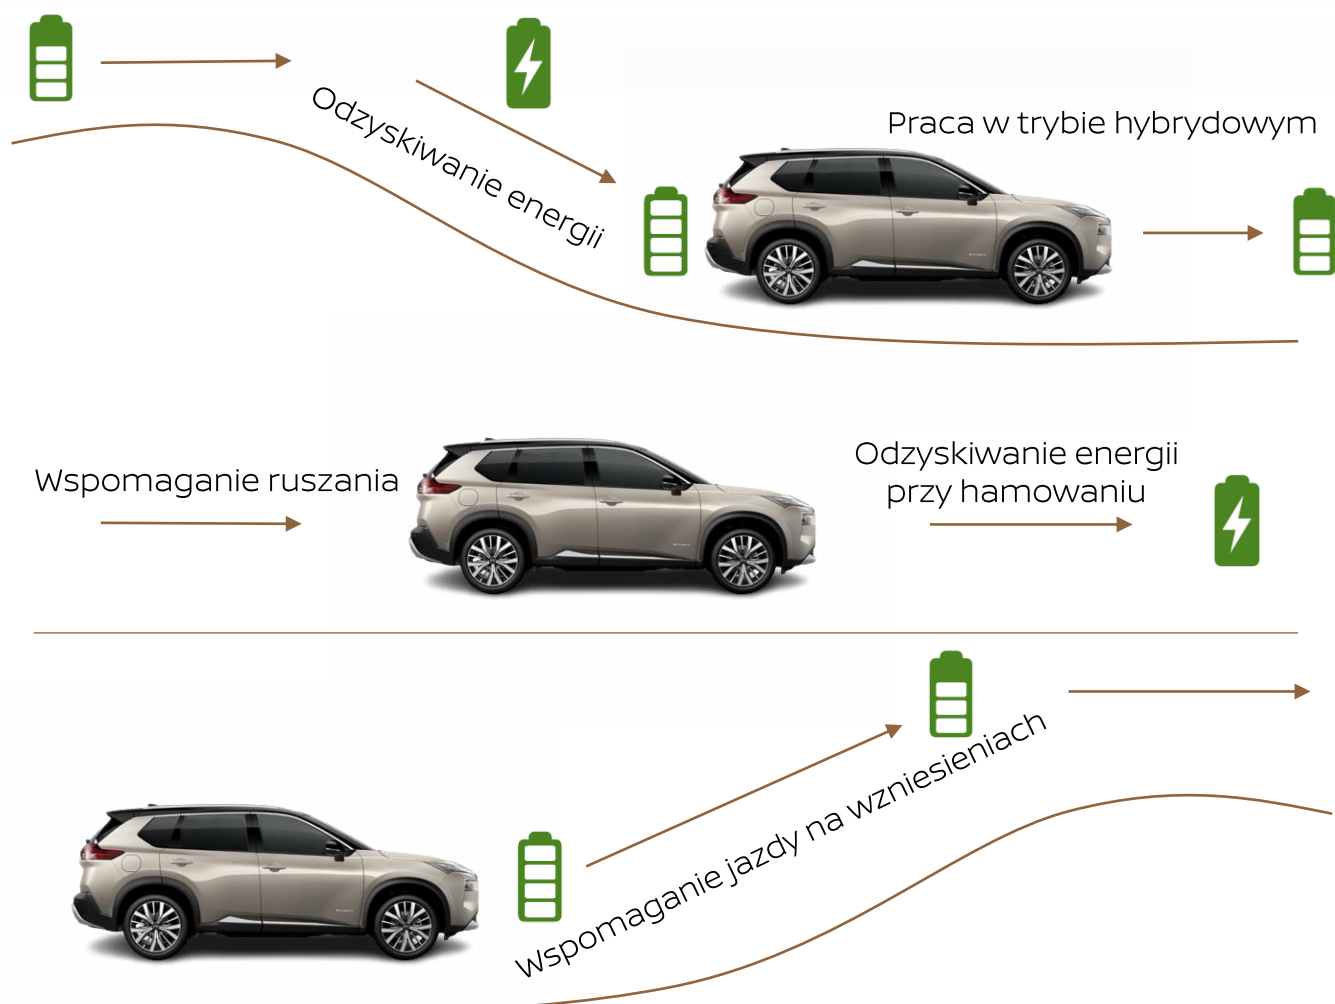 Odzyskiwanie energii
Praca w trybie hybrydowym
Wspomaganie ruszania
Odzyskiwanie energii
przy hamowaniu
Wspomaganie jazdy na wzniesieniach